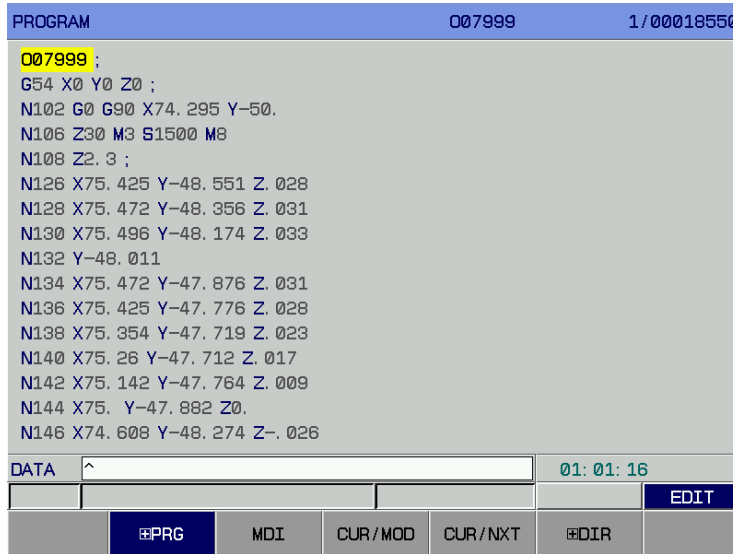 PROGRAM O07999 1/00018550
O07999 ;
G54 X0 Y0 Z0 ;
N102 G0 G90 X74.295 Y-50.
N106 Z30 M3 S1500 M8
N108 Z2.3 ;
N126 X75.425 Y-48.551 Z.028
N128 X75.472 Y-48.356 Z.031
N130 X75.496 Y-48.174 Z.033
N132 Y-48.011
N134 X75.472 Y-47.876 Z.031
N136 X75.425 Y-47.776 Z.028
N138 X75.354 Y-47.719 Z.023
N140 X75.26 Y-47.712 Z.017
N142 X75.142 Y-47.764 Z.009
N144 X75. Y-47.882 Z0.
N146 X74.608 Y-48.274 Z-.026
DATA ^ 01:01:16
EDIT
⊞PRG MDI CUR/MOD CUR/NXT ⊞DIR